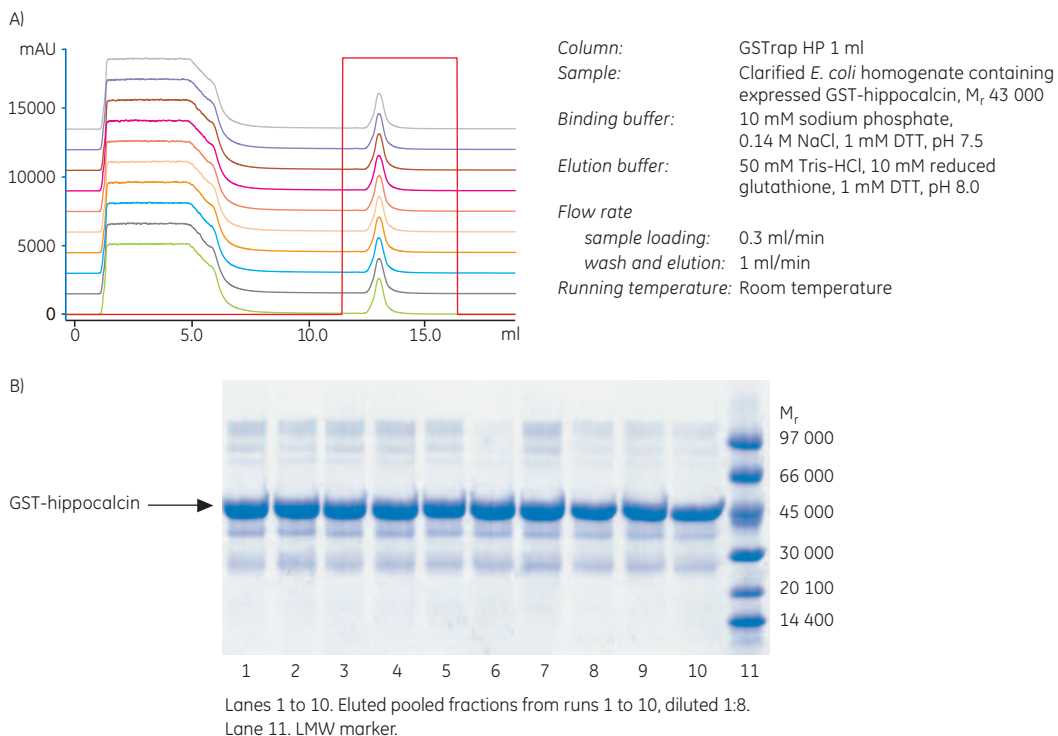 A)
mAU
15000
10000
5000
0
0 5.0 10.0 15.0 ml
Column: GSTrap HP 1 ml
Sample: Clarified E. coli homogenate containing
expressed GST-hippocalcin, Mr 43 000
Binding buffer: 10 mM sodium phosphate,
0.14 M NaCl, 1 mM DTT, pH 7.5
Elution buffer: 50 mM Tris-HCl, 10 mM reduced
glutathione, 1 mM DTT, pH 8.0
Flow rate
sample loading: 0.3 ml/min
wash and elution: 1 ml/min
Running temperature: Room temperature
B)
Mr
97 000
66 000
GST-hippocalcin
45 000
30 000
20 100
14 400
1 2 3 4 5 6 7 8 9 10 11
Lanes 1 to 10. Eluted pooled fractions from runs 1 to 10, diluted 1:8.
Lane 11. LMW marker.